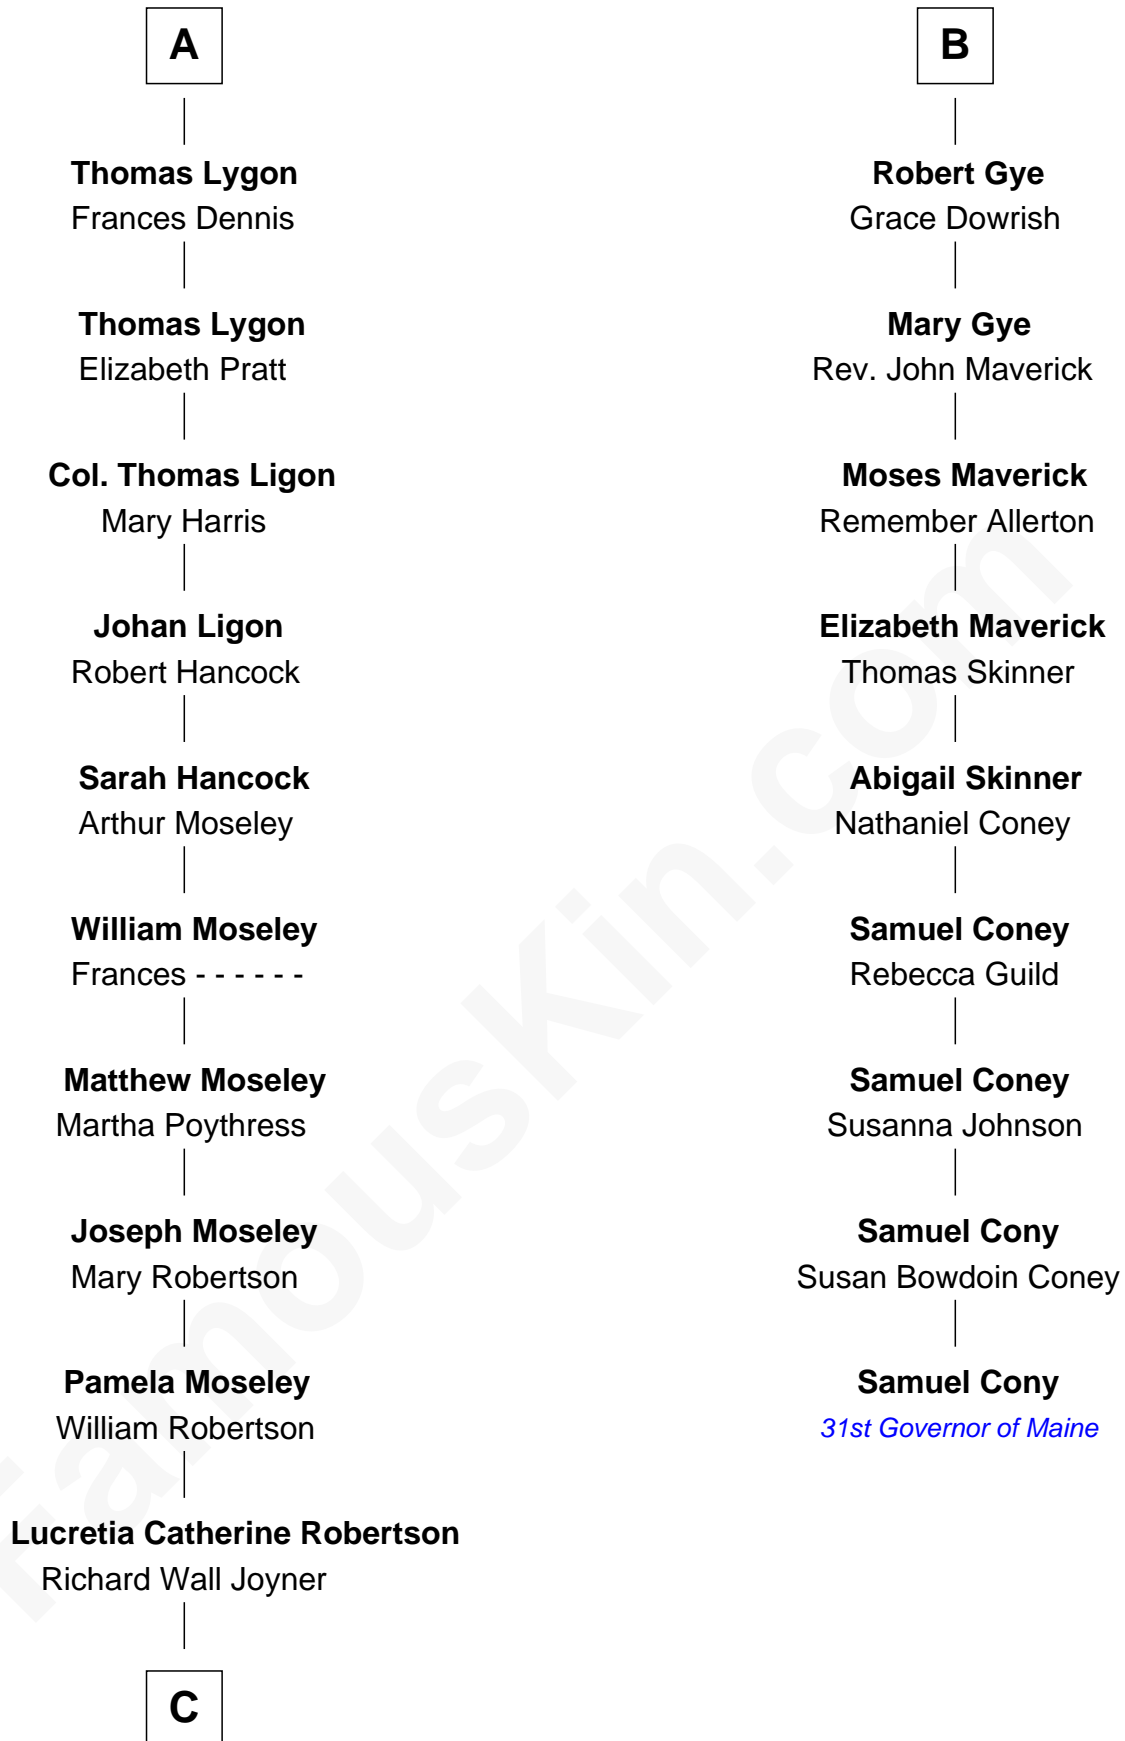 A
Thomas Lygon
Frances Dennis
Thomas Lygon
Elizabeth Pratt
Col. Thomas Ligon
Mary Harris
Johan Ligon
Robert Hancock
Sarah Hancock
Arthur Moseley
William Moseley
Frances - - - - - -
Matthew Moseley
Martha Poythress
Joseph Moseley
Mary Robertson
Pamela Moseley
William Robertson
Lucretia Catherine Robertson
Richard Wall Joyner
C
B
Robert Gye
Grace Dowrish
Mary Gye
Rev. John Maverick
Moses Maverick
Remember Allerton
Elizabeth Maverick
Thomas Skinner
Abigail Skinner
Nathaniel Coney
Samuel Coney
Rebecca Guild
Samuel Coney
Susanna Johnson
Samuel Cony
Susan Bowdoin Coney
Samuel Cony
31st Governor of Maine
FamousKin.com